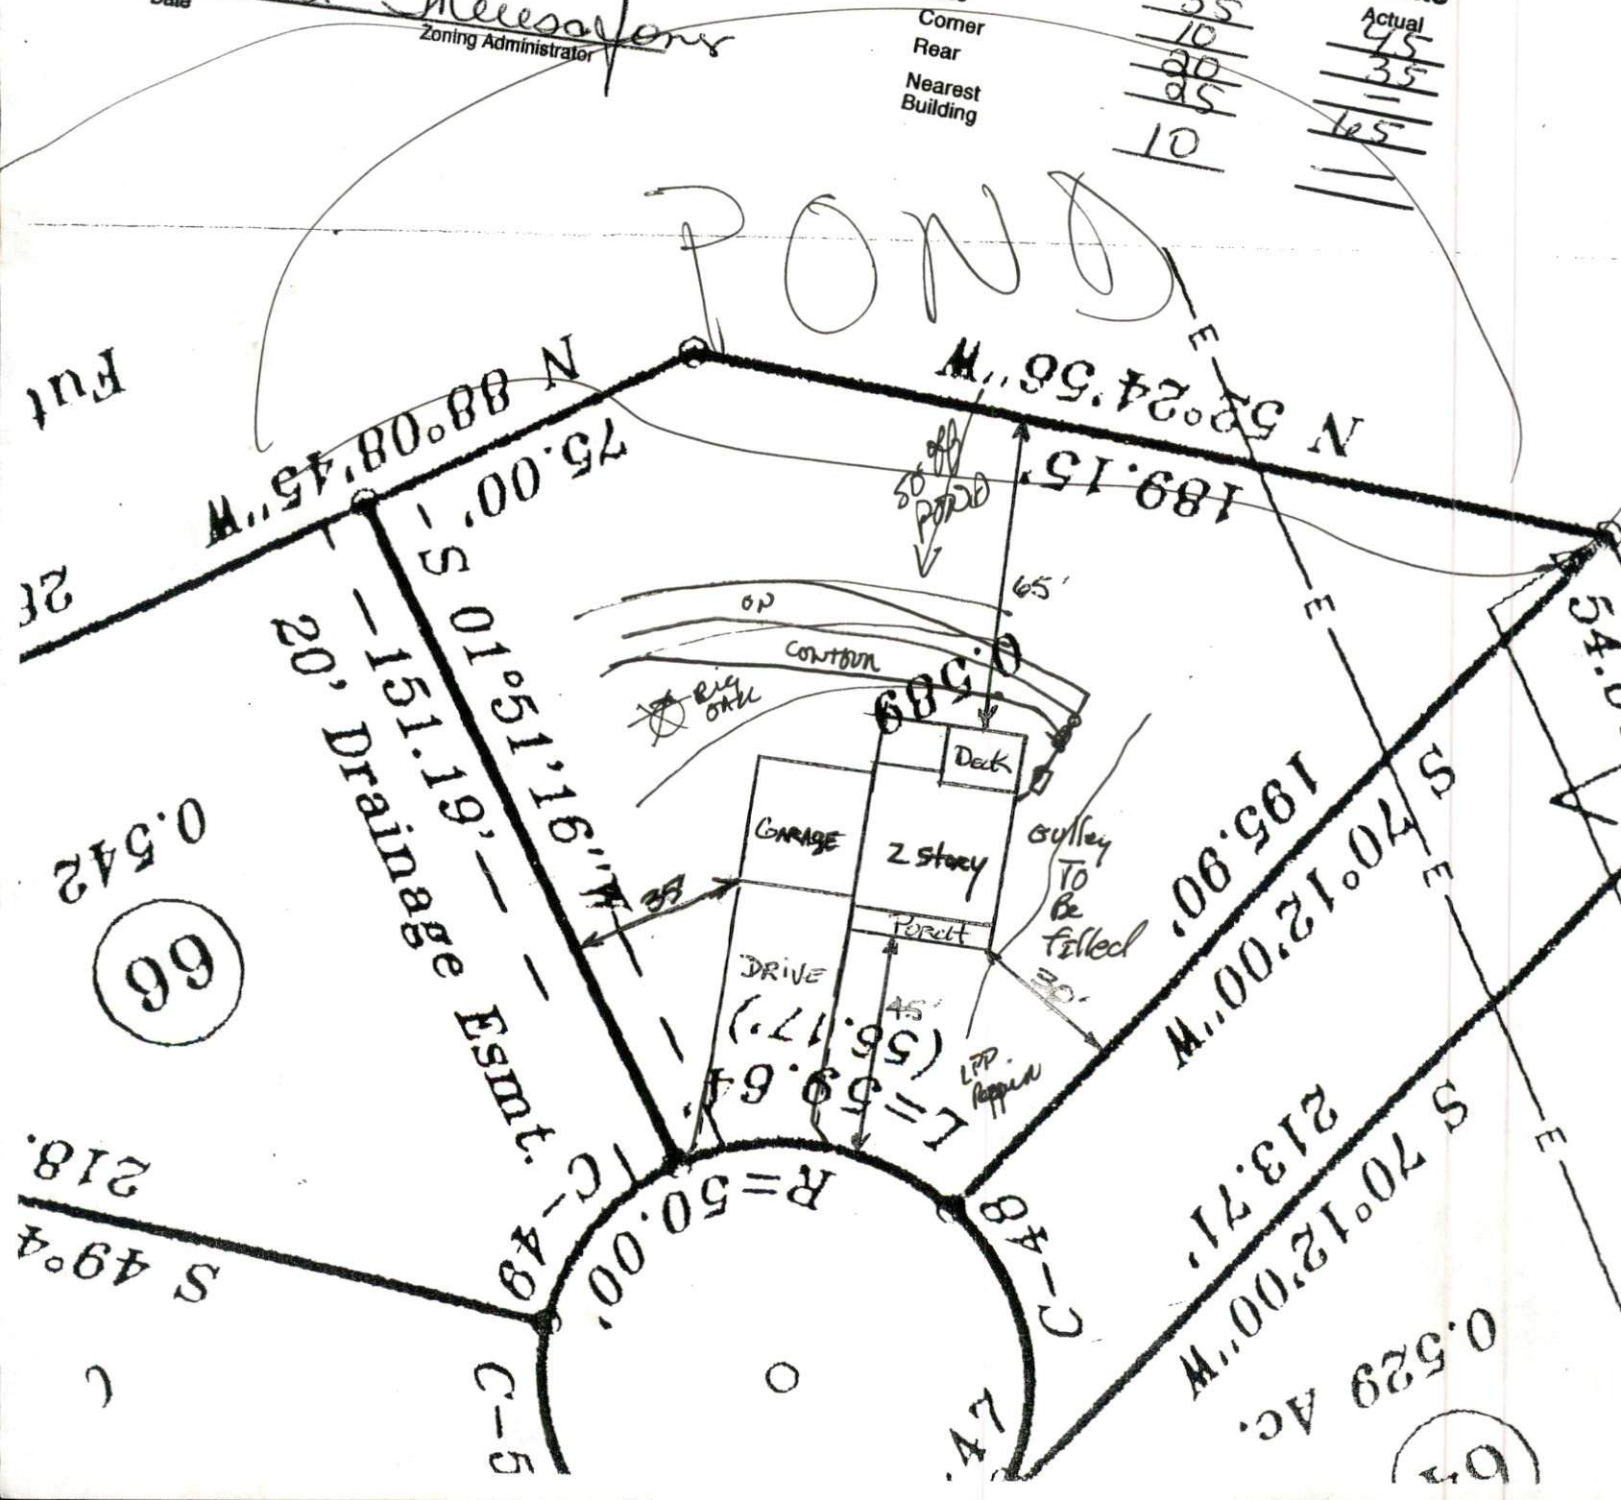 Date
Zoning Administrator
Corner
Rear
Nearest
Building
35
10
20
25
10
Actual
45
35
—
65
POND
Fut
N 88°08'45"W
75.00'
N 52°24'56"W
189.15'
50' off
POND
65'
ON
CONTOUR
BIG
OAK
0.589
S 01°51'16"W
151.19'
20' Drainage Esmt.
0.542
66
GARAGE
Deck
2 Story
PORCH
DRIVE
35'
45'
30'
Gulley
To
Be
filled
195.90'
S 70°12'00"W
213.71'
S 70°12'00"W
(55.17')
L=59.64'
R=50.00'
C-49
C-48
C-5
218.
S 49°4
0.529 Ac.
E
E
E
E